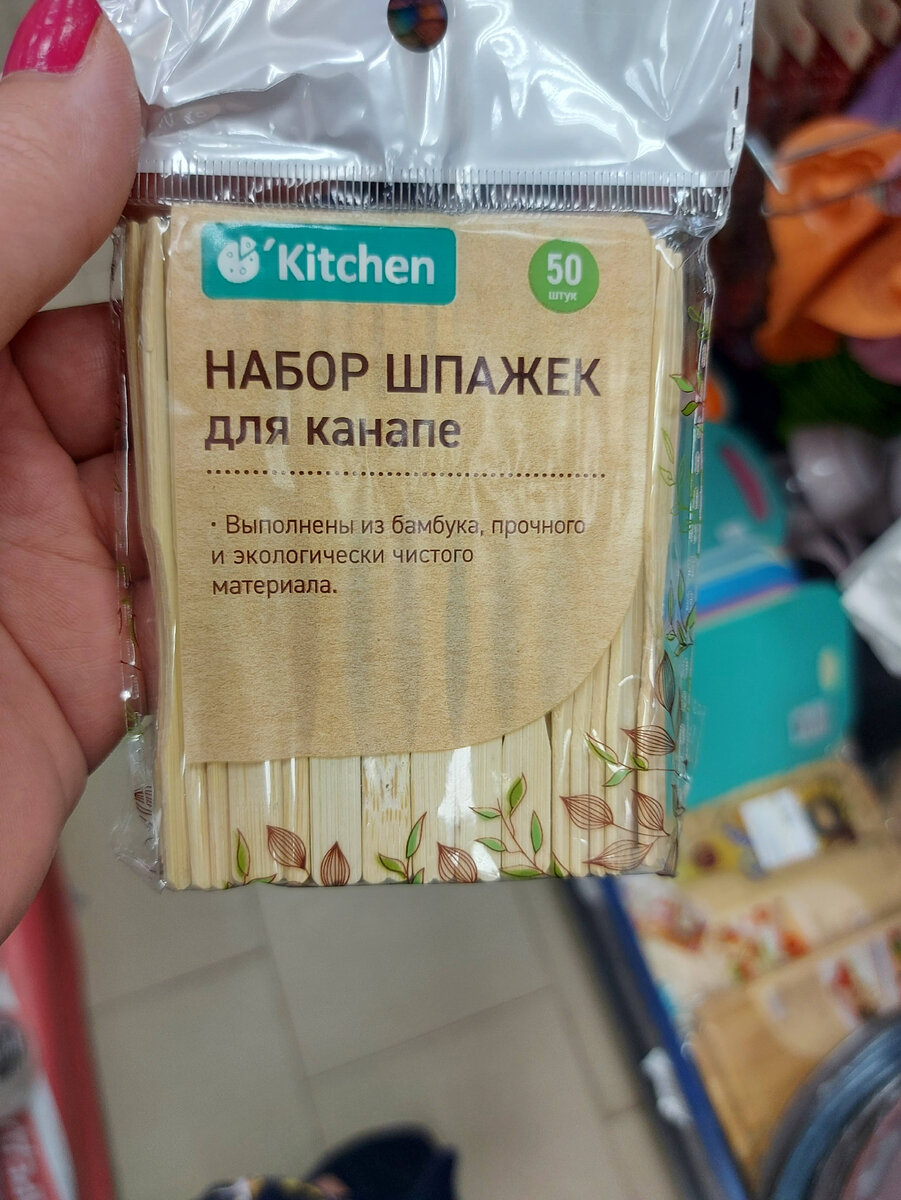 'Kitchen
50
штук
НАБОР ШПАЖЕК
для канапе
· Выполнены из бамбука, прочного
и экологически чистого
материала.